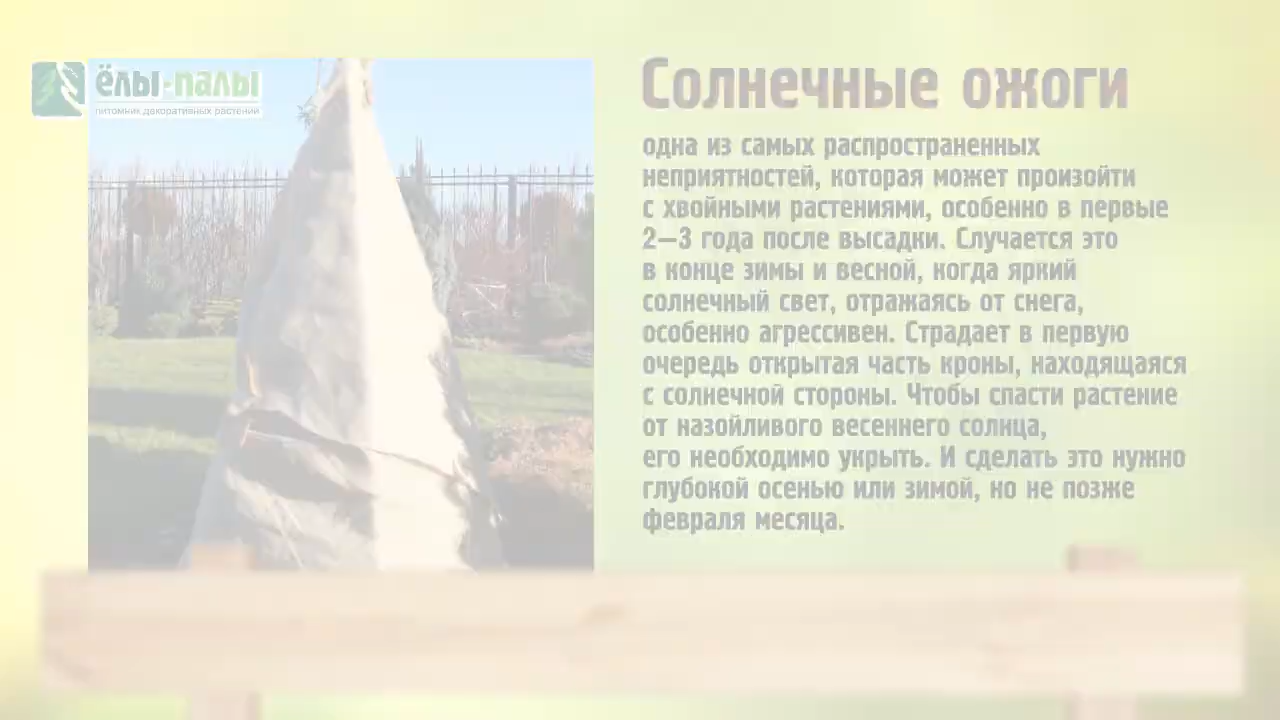 ёлы-палы
питомник декоративных растений
Солнечные ожоги
одна из самых распространенных
неприятностей, которая может произойти
с хвойными растениями, особенно в первые
2–3 года после высадки. Случается это
в конце зимы и весной, когда яркий
солнечный свет, отражаясь от снега,
особенно агрессивен. Страдает в первую
очередь открытая часть кроны, находящаяся
с солнечной стороны. Чтобы спасти растение
от назойливого весеннего солнца,
его необходимо укрыть. И сделать это нужно
глубокой осенью или зимой, но не позже
февраля месяца.